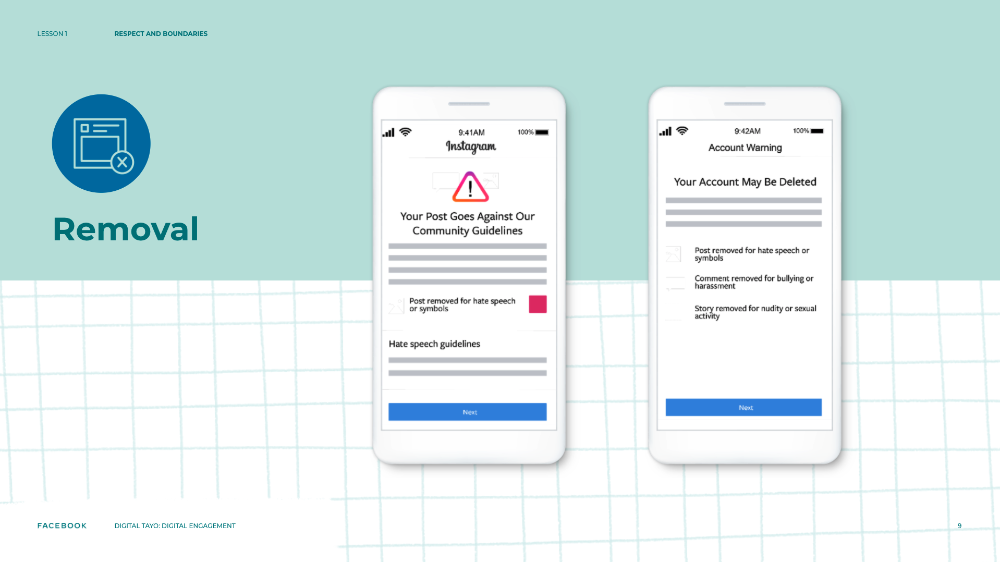 LESSON 1
RESPECT AND BOUNDARIES
Removal
9:41AM
100%
Instagram
Your Post Goes Against Our
Community Guidelines
Post removed for hate speech
or symbols
Hate speech guidelines
Next
9:42AM
100%
Account Warning
Your Account May Be Deleted
Post removed for hate speech or
symbols
Comment removed for bullying or
harassment
Story removed for nudity or sexual
activity
Next
FACEBOOK
DIGITAL TAYO: DIGITAL ENGAGEMENT
9